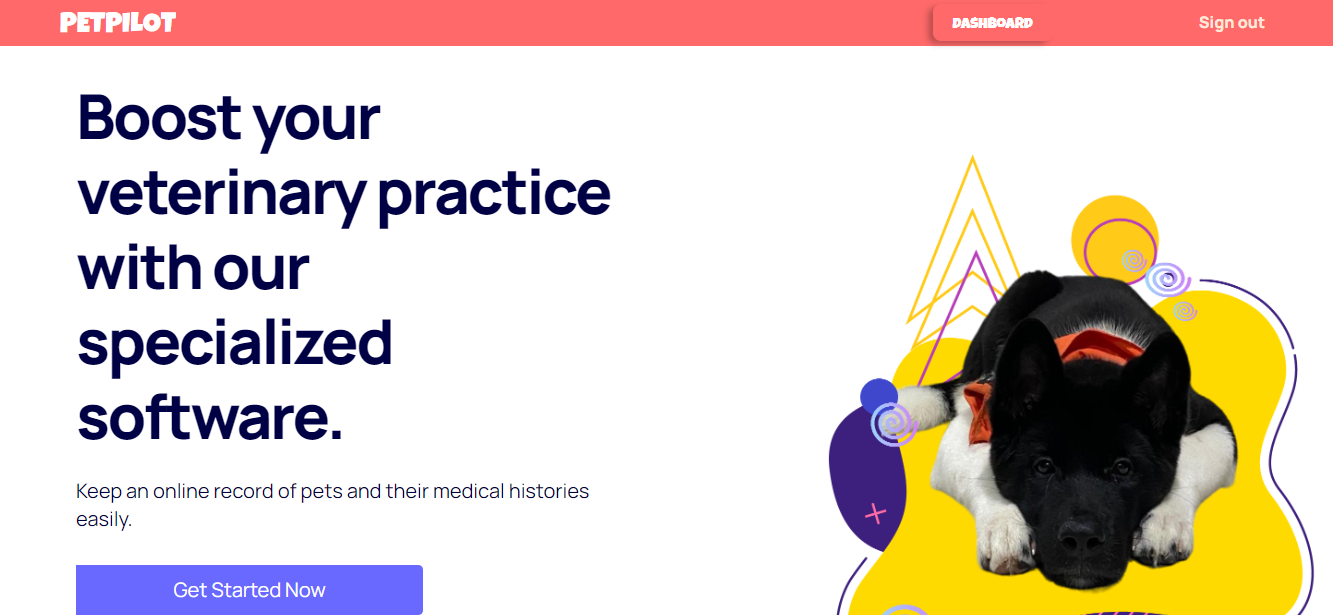 PETPILOT
DASHBOARD
Sign out
Boost your
veterinary practice
with our
specialized
software.
Keep an online record of pets and their medical histories
easily.
Get Started Now